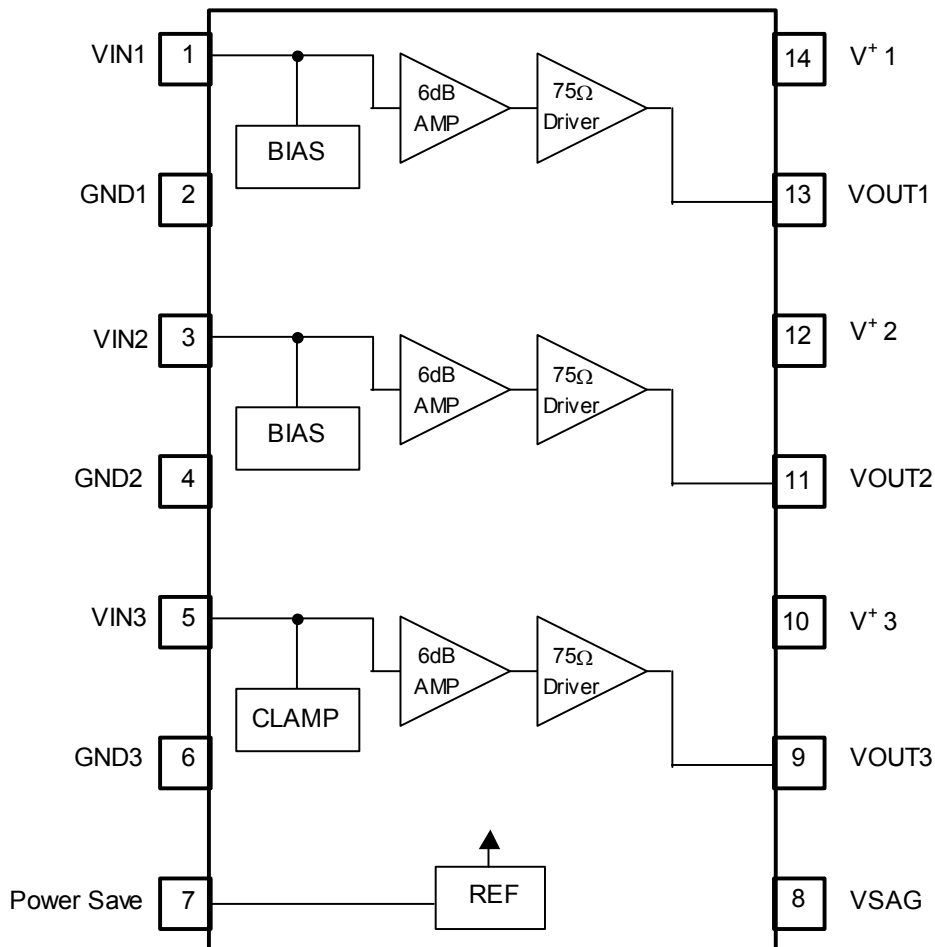 VIN1 1 14 V+ 1
6dB AMP
75Ω Driver
BIAS
GND1 2 13 VOUT1
VIN2 3 12 V+ 2
6dB AMP
75Ω Driver
BIAS
GND2 4 11 VOUT2
VIN3 5 10 V+ 3
6dB AMP
75Ω Driver
CLAMP
GND3 6 9 VOUT3
Power Save 7 REF 8 VSAG